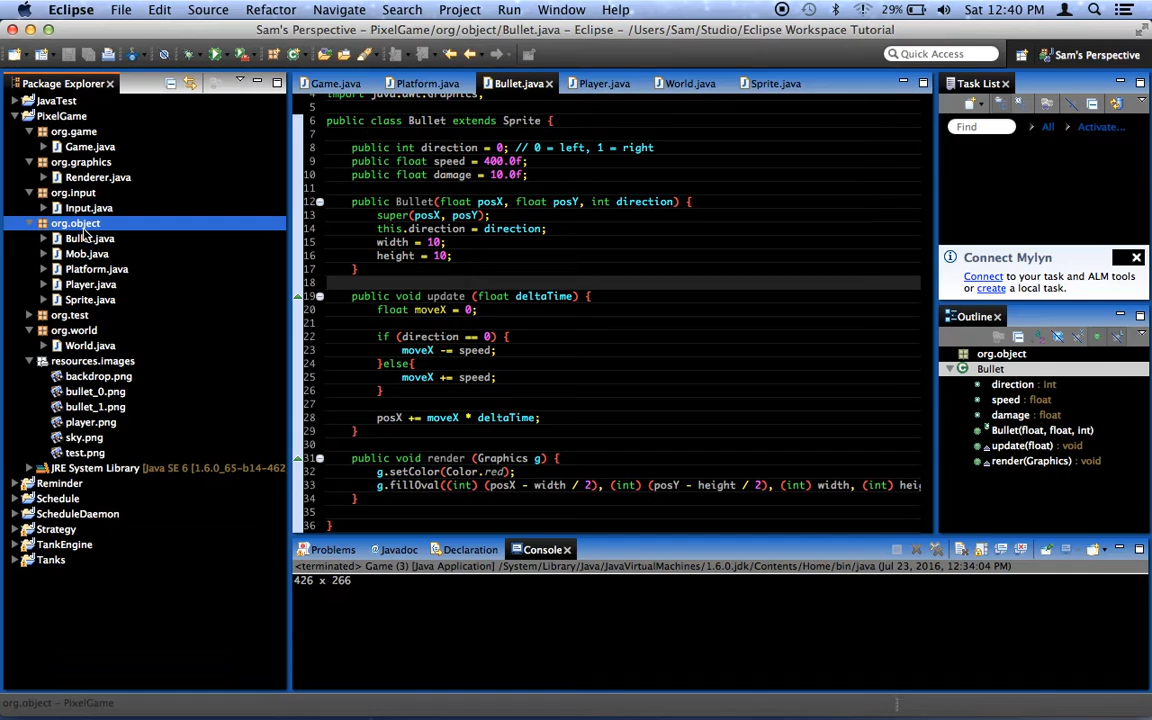 Eclipse File Edit Source Refactor Navigate Search Project Run Window Help 29% Sat 12:40 PM
Sam's Perspective – PixelGame/org/object/Bullet.java – Eclipse – /Users/Sam/Studio/Eclipse Workspace Tutorial
Quick Access Sam's Perspective
Package Explorer
JavaTest
PixelGame
org.game
Game.java
org.graphics
Renderer.java
org.input
Input.java
org.object
Bullet.java
Mob.java
Platform.java
Player.java
Sprite.java
org.test
org.world
World.java
resources.images
backdrop.png
bullet_0.png
bullet_1.png
player.png
sky.png
test.png
JRE System Library [Java SE 6 [1.6.0_65-b14-462
Reminder
Schedule
ScheduleDaemon
Strategy
TankEngine
Tanks
Game.java Platform.java Bullet.java Player.java World.java Sprite.java
4 import java.awt.Graphics;
5
6 public class Bullet extends Sprite {
7
8 public int direction = 0; // 0 = left, 1 = right
9 public float speed = 400.0f;
10 public float damage = 10.0f;
11
12 public Bullet(float posX, float posY, int direction) {
13 super(posX, posY);
14 this.direction = direction;
15 width = 10;
16 height = 10;
17 }
18
19 public void update (float deltaTime) {
20 float moveX = 0;
21
22 if (direction == 0) {
23 moveX -= speed;
24 }else{
25 moveX += speed;
26 }
27
28 posX += moveX * deltaTime;
29 }
30
31 public void render (Graphics g) {
32 g.setColor(Color.red);
33 g.fillOval((int) (posX - width / 2), (int) (posY - height / 2), (int) width, (int) heig
34 }
35
36 }
Problems Javadoc Declaration Console
<terminated> Game (3) [Java Application] /System/Library/Java/JavaVirtualMachines/1.6.0.jdk/Contents/Home/bin/java (Jul 23, 2016, 12:34:04 PM)
426 x 266
Task List
Find All Activate...
Connect Mylyn
Connect to your task and ALM tools
or create a local task.
Outline
org.object
Bullet
direction : int
speed : float
damage : float
Bullet(float, float, int)
update(float) : void
render(Graphics) : void
org.object – PixelGame